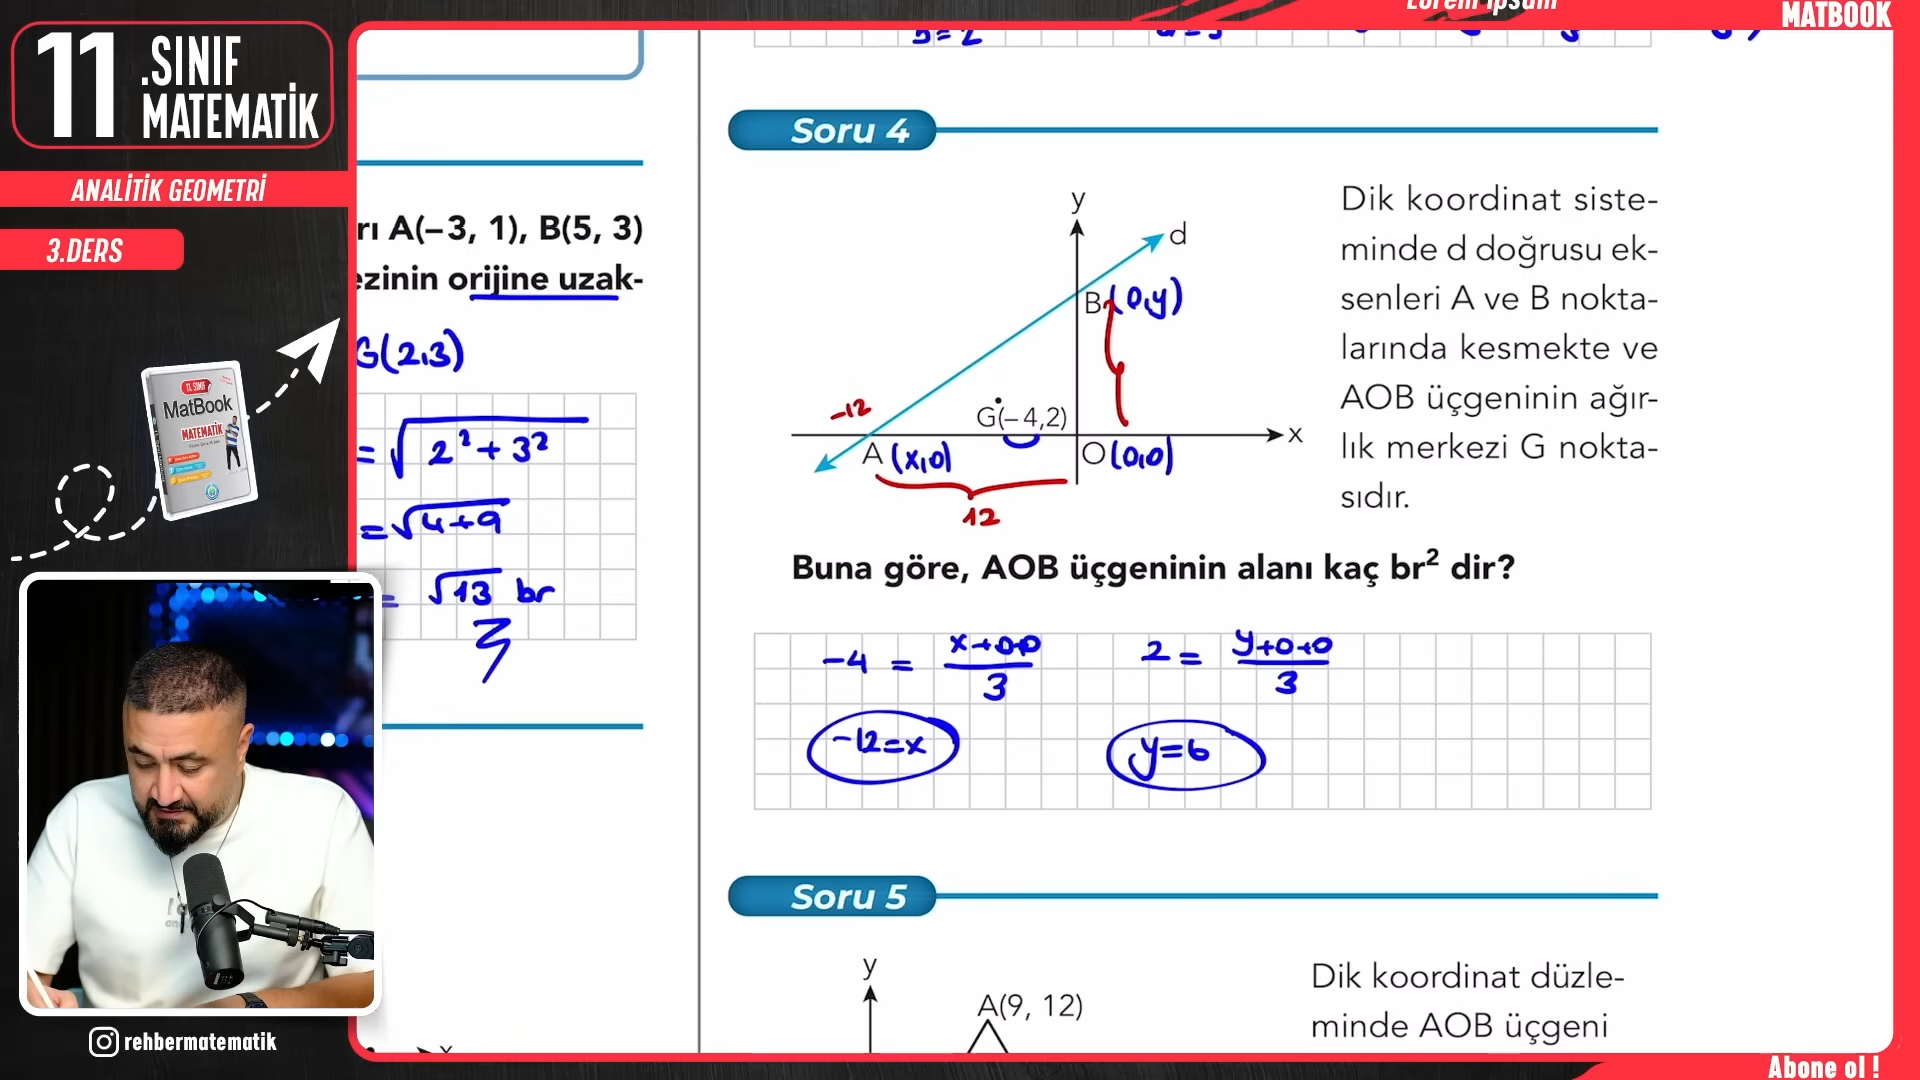 Lorem Ipsum
MATBOOK
11
.SINIF
MATEMATİK
ANALİTİK GEOMETRİ
3.DERS
11. SINIF
MatBook
MATEMATİK
rehbermatematik
rı A(−3, 1), B(5, 3)
ezinin orijine uzak-
G(2,3)
= √2² + 3²
= √4+9
= √13 br
x
Soru 4
y
d
B (0,y)
-12
G(−4,2)
x
A (x,0)
O (0,0)
12
Dik koordinat siste-
minde d doğrusu ek-
senleri A ve B nokta-
larında kesmekte ve
AOB üçgeninin ağır-
lık merkezi G nokta-
sıdır.
Buna göre, AOB üçgeninin alanı kaç br² dir?
-4 = x+0+0 / 3
2 = y+0+0 / 3
-12=x
y=6
Soru 5
y
A(9, 12)
Dik koordinat düzle-
minde AOB üçgeni
Abone ol !